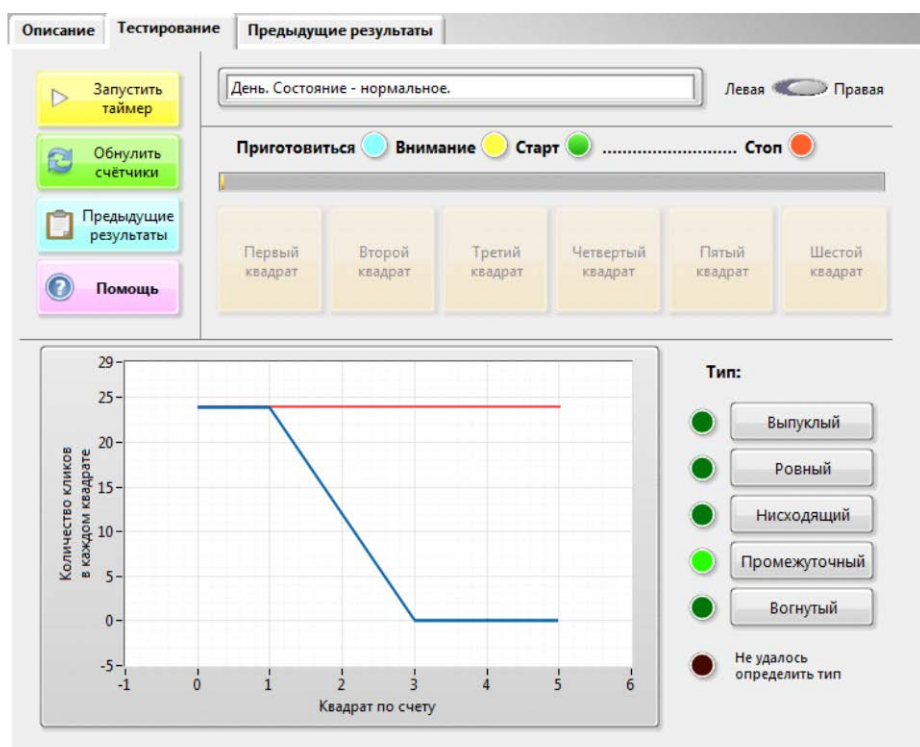 Описание Тестирование Предыдущие результаты
Запустить
таймер
День. Состояние - нормальное.
Левая Правая
Обнулить
счётчики
Приготовиться Внимание Старт ............................ Стоп
Предыдущие
результаты
Помощь
Первый
квадрат
Второй
квадрат
Третий
квадрат
Четвертый
квадрат
Пятый
квадрат
Шестой
квадрат
Количество кликов
в каждом квадрате
29
25
20
15
10
5
0
-5
-1 0 1 2 3 4 5 6
Квадрат по счету
Тип:
Выпуклый
Ровный
Нисходящий
Промежуточный
Вогнутый
Не удалось
определить тип